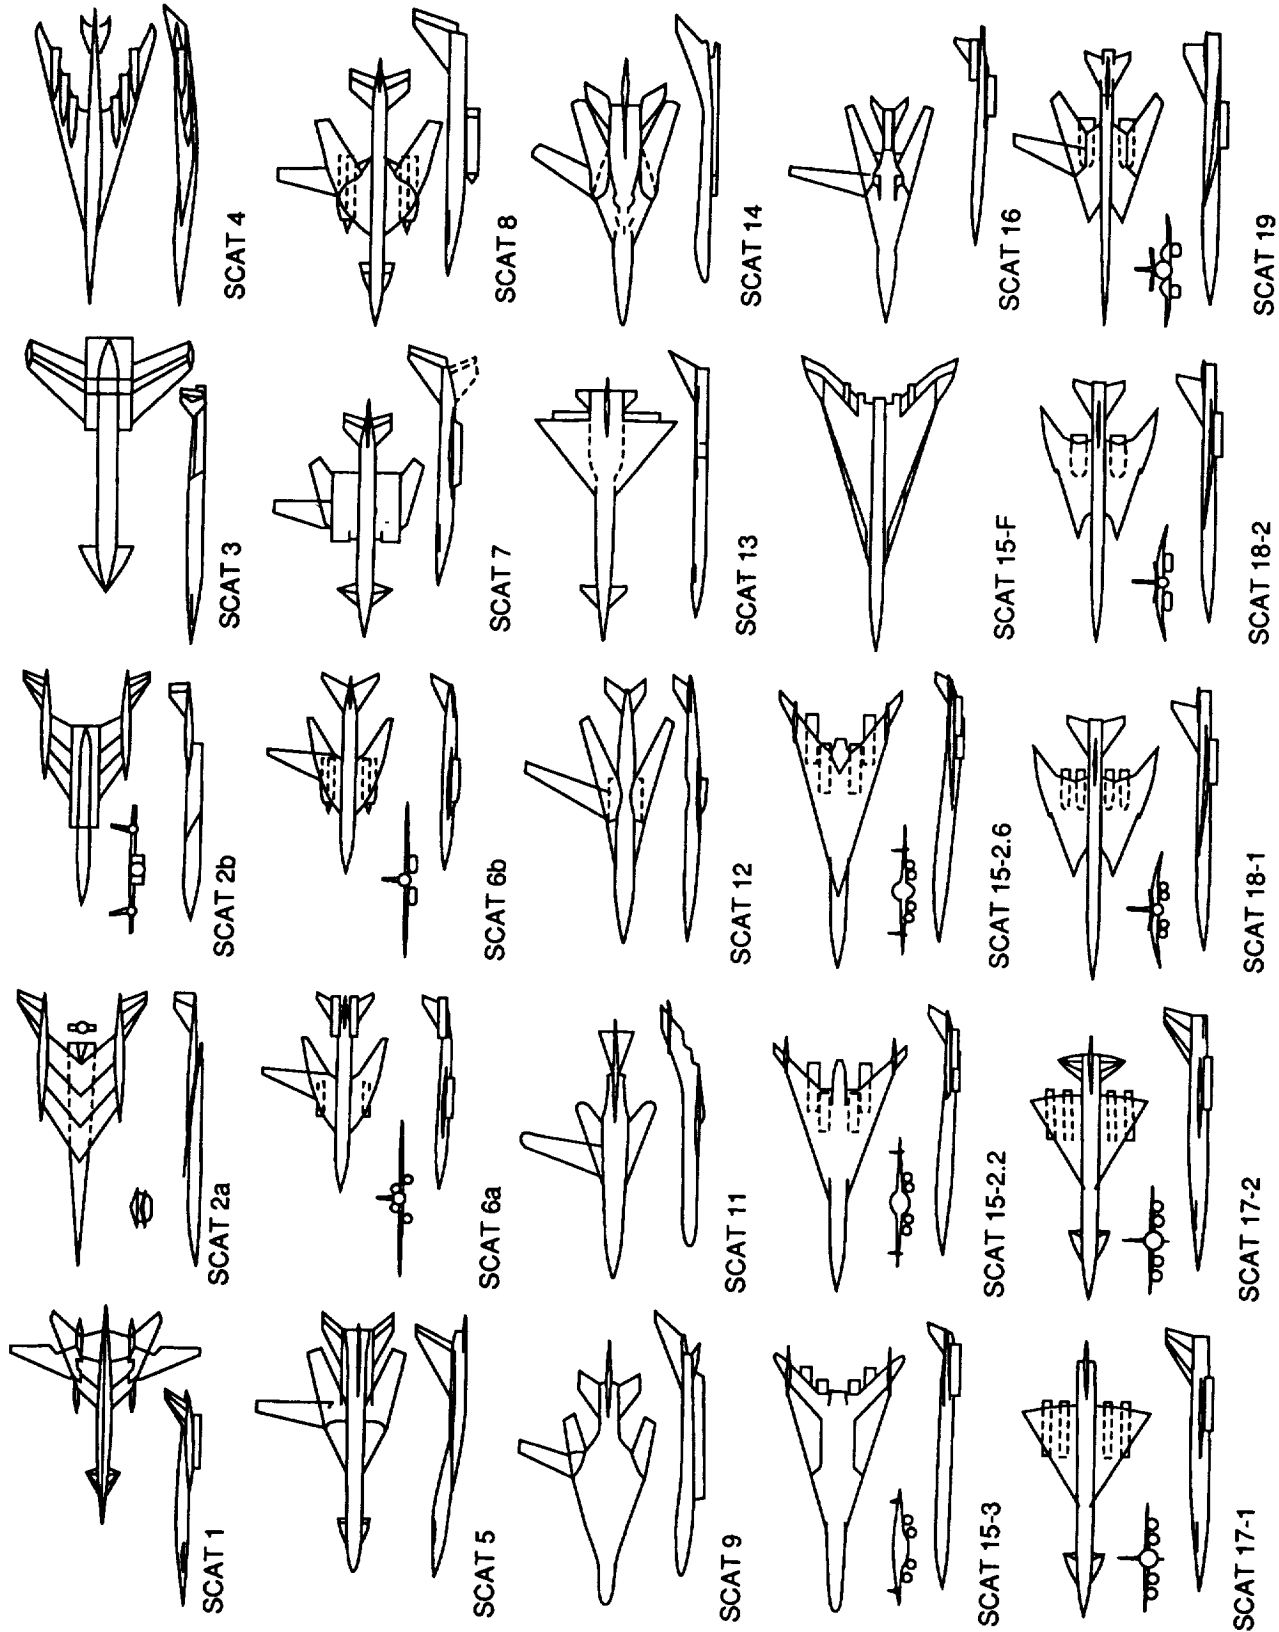 SCAT 1
SCAT 2a
SCAT 2b
SCAT 3
SCAT 4
SCAT 5
SCAT 6a
SCAT 6b
SCAT 7
SCAT 8
SCAT 9
SCAT 11
SCAT 12
SCAT 13
SCAT 14
SCAT 15-3
SCAT 15-2.2
SCAT 15-2.6
SCAT 15-F
SCAT 16
SCAT 17-1
SCAT 17-2
SCAT 18-1
SCAT 18-2
SCAT 19